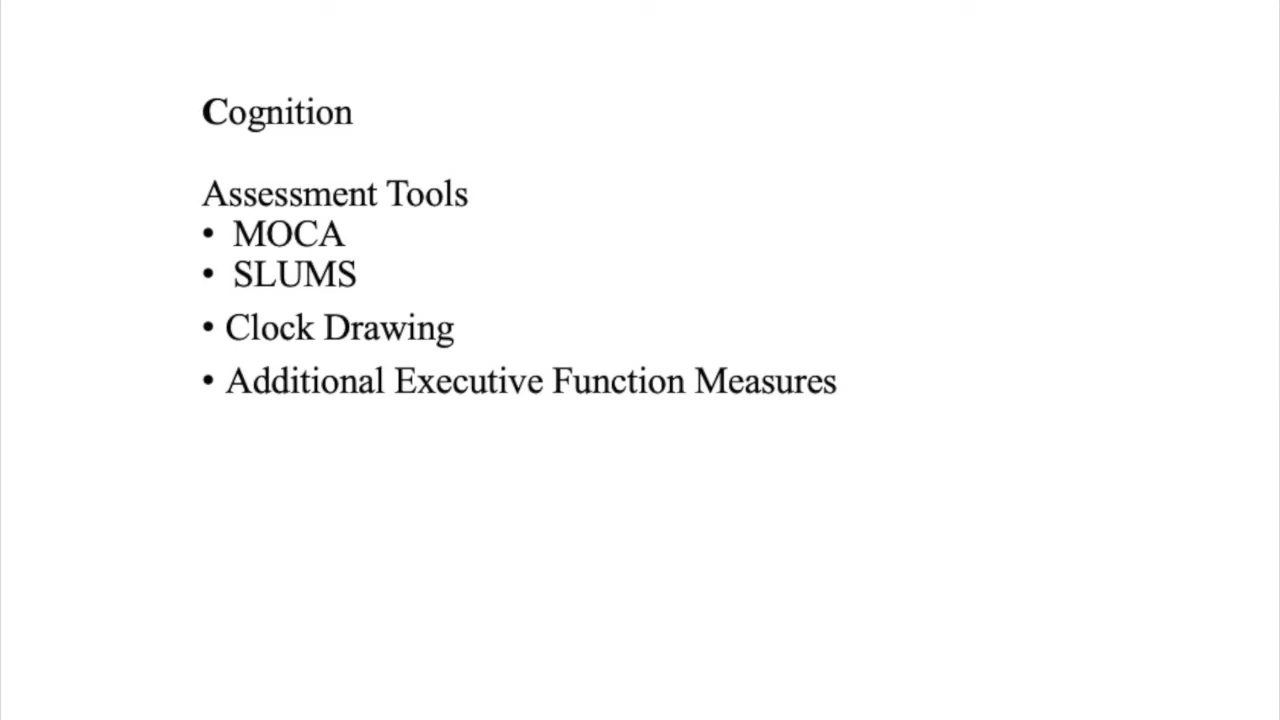 Cognition
Assessment Tools
• MOCA
• SLUMS
• Clock Drawing
• Additional Executive Function Measures